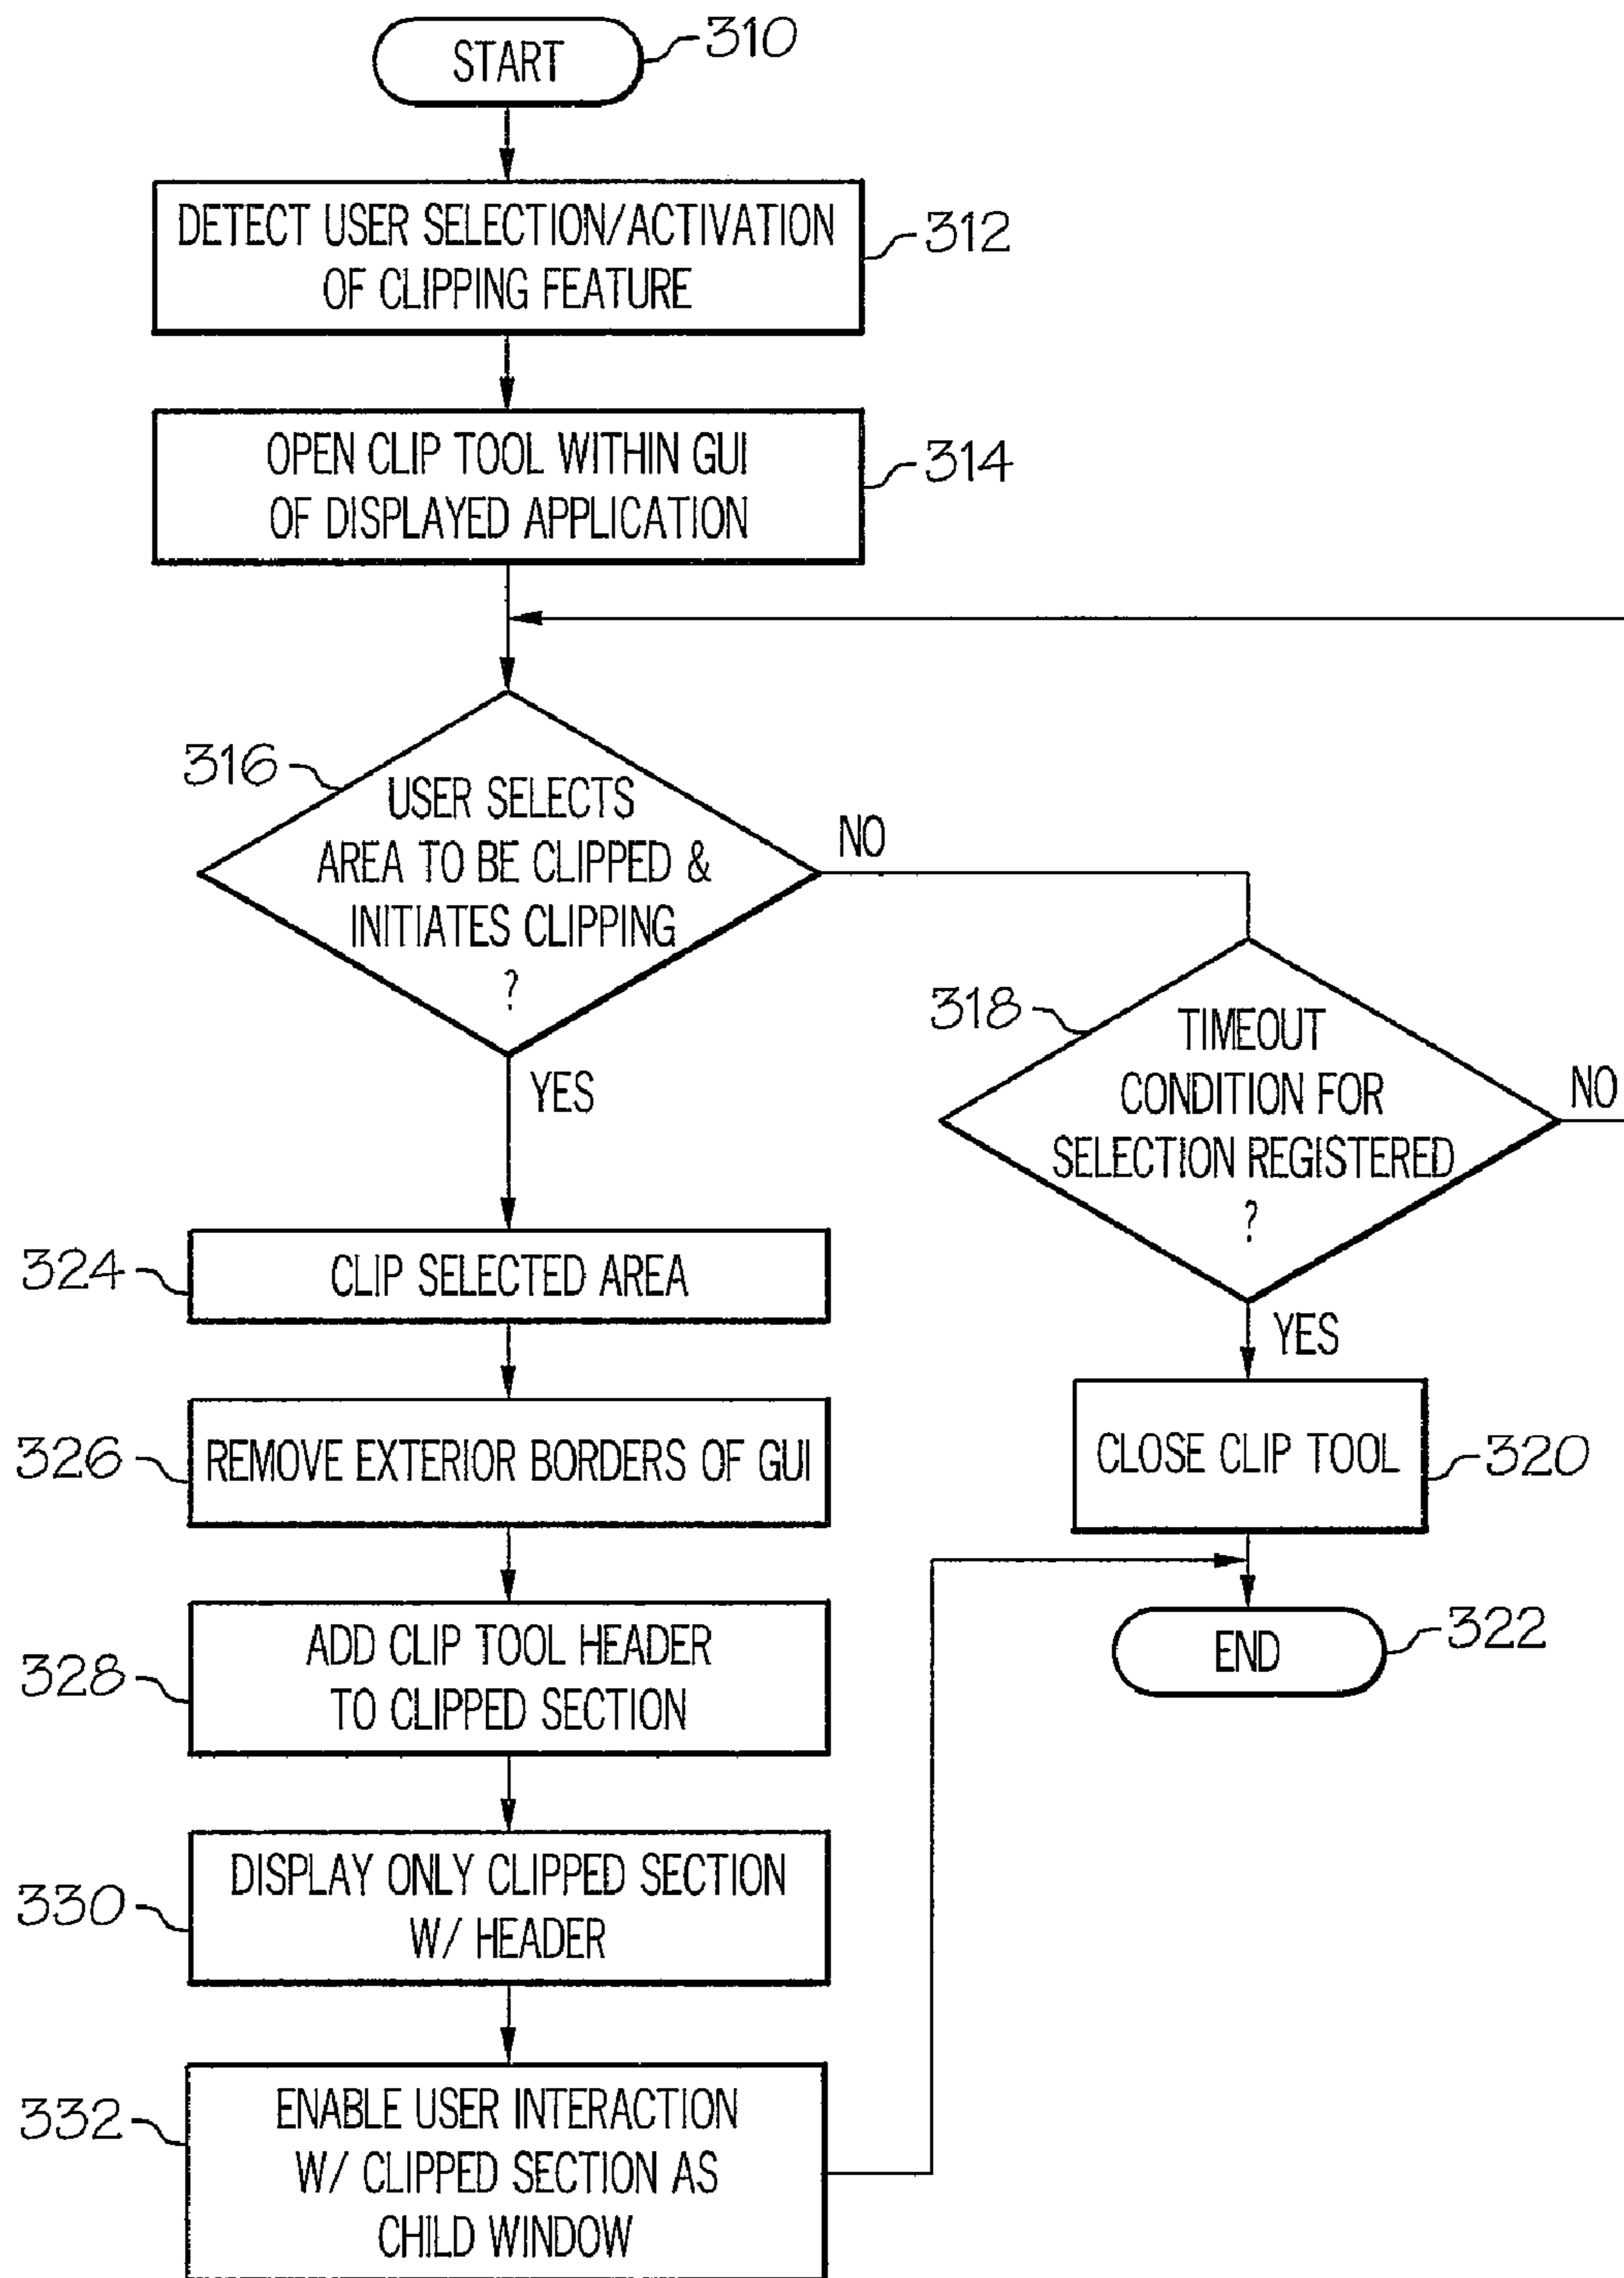 START
310
DETECT USER SELECTION/ACTIVATION
OF CLIPPING FEATURE
312
OPEN CLIP TOOL WITHIN GUI
OF DISPLAYED APPLICATION
314
316
USER SELECTS
AREA TO BE CLIPPED &
INITIATES CLIPPING
?
NO
YES
318
TIMEOUT
CONDITION FOR
SELECTION REGISTERED
?
NO
YES
324
CLIP SELECTED AREA
326
REMOVE EXTERIOR BORDERS OF GUI
CLOSE CLIP TOOL
320
328
ADD CLIP TOOL HEADER
TO CLIPPED SECTION
END
322
330
DISPLAY ONLY CLIPPED SECTION
W/ HEADER
332
ENABLE USER INTERACTION
W/ CLIPPED SECTION AS
CHILD WINDOW